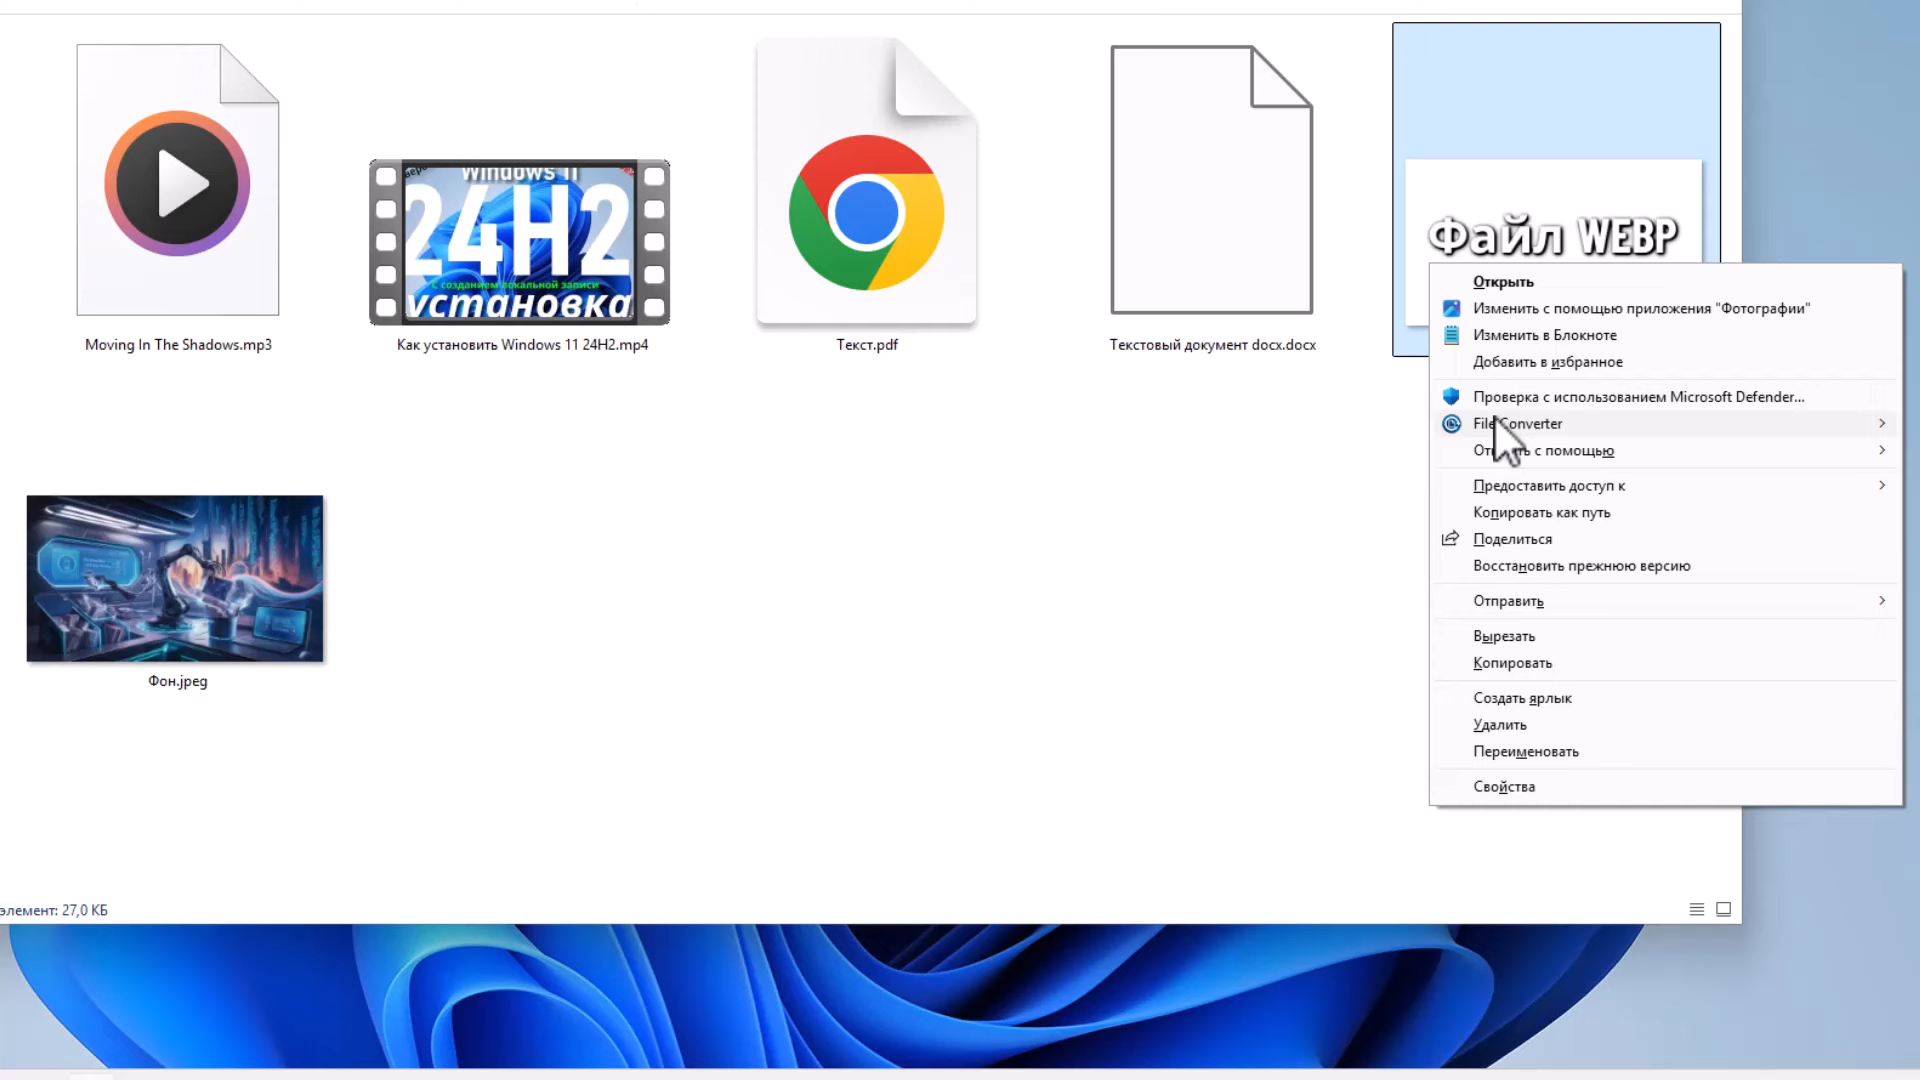 Windows 11
24H2
с созданием локальной записи
установка
Файл WEBP
Moving In The Shadows.mp3
Как установить Windows 11 24H2.mp4
Текст.pdf
Текстовый документ docx.docx
Фон.jpeg
Открыть
Изменить с помощью приложения "Фотографии"
Изменить в Блокноте
Добавить в избранное
Проверка с использованием Microsoft Defender...
File Converter
с помощью
Предоставить доступ к
Копировать как путь
Поделиться
Восстановить прежнюю версию
Отправить
Вырезать
Копировать
Создать ярлык
Удалить
Переименовать
Свойства
элемент: 27,0 КБ